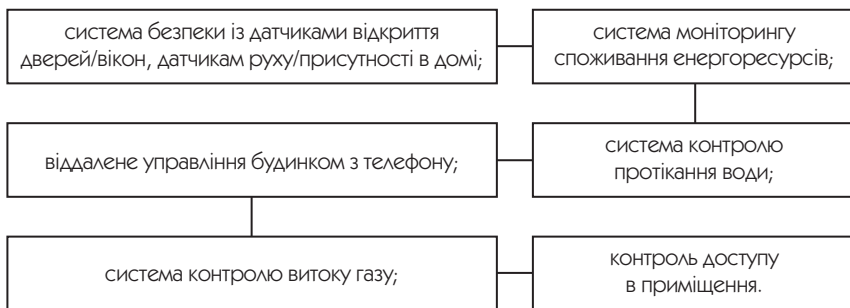 система безпеки із датчиками відкриття
дверей/вікон, датчикам руху/присутності в домі;
система моніторингу
споживання енергоресурсів;
система контролю
протікання води;
віддалене управління будинком з телефону;
система контролю витоку газу;
контроль доступу
в приміщення.